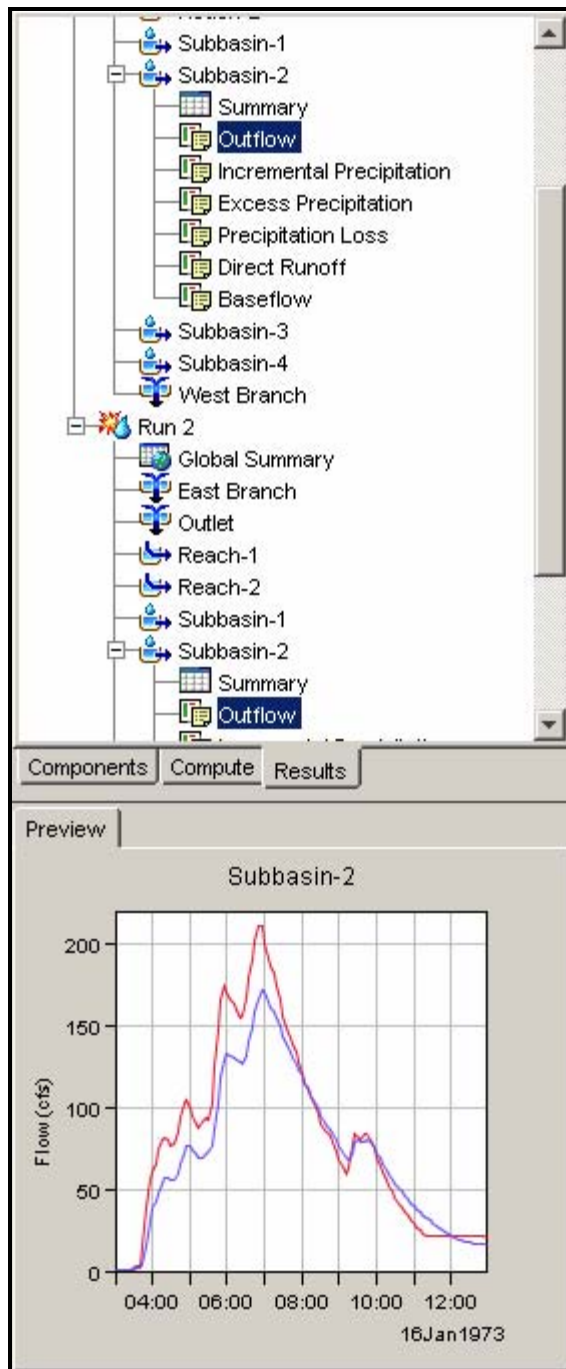 Subbasin-1
Subbasin-2
Summary
Outflow
Incremental Precipitation
Excess Precipitation
Precipitation Loss
Direct Runoff
Baseflow
Subbasin-3
Subbasin-4
West Branch
Run 2
Global Summary
East Branch
Outlet
Reach-1
Reach-2
Subbasin-1
Subbasin-2
Summary
Outflow
Components Compute Results
Preview
Subbasin-2
200
150
100
50
0
Flow (cfs)
04:00 06:00 08:00 10:00 12:00
16Jan1973